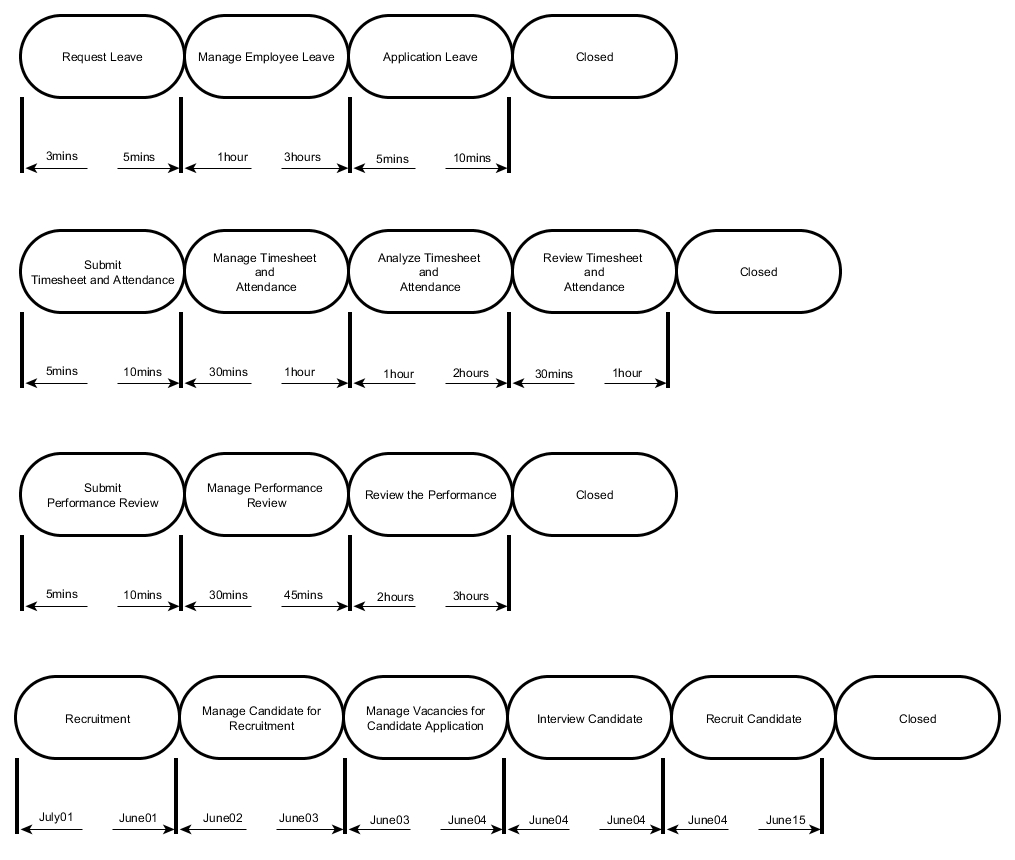 Request Leave
Manage Employee Leave
Application Leave
Closed
3mins
5mins
1hour
3hours
5mins
10mins
Submit
Timesheet and Attendance
Manage Timesheet
and
Attendance
Analyze Timesheet
and
Attendance
Review Timesheet
and
Attendance
Closed
5mins
10mins
30mins
1hour
1hour
2hours
30mins
1hour
Submit
Performance Review
Manage Performance
Review
Review the Performance
Closed
5mins
10mins
30mins
45mins
2hours
3hours
Recruitment
Manage Candidate for
Recruitment
Manage Vacancies for
Candidate Application
Interview Candidate
Recruit Candidate
Closed
July01
June01
June02
June03
June03
June04
June04
June04
June04
June15